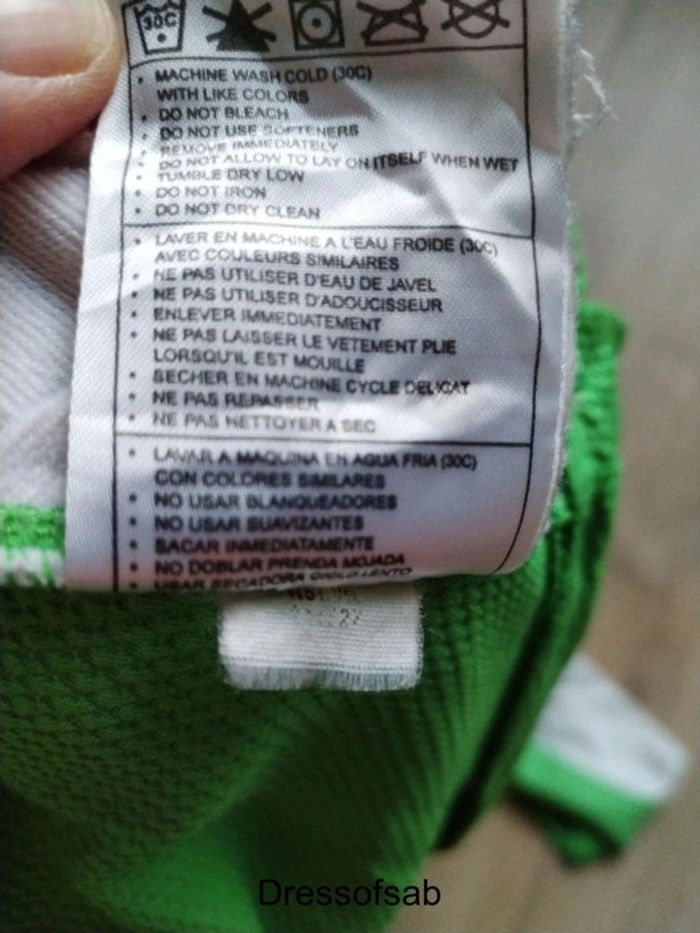 30C
• MACHINE WASH COLD (30C)
WITH LIKE COLORS
• DO NOT BLEACH
• DO NOT USE SOFTENERS
• REMOVE IMMEDIATELY
• DO NOT ALLOW TO LAY ON ITSELF WHEN WET
• TUMBLE DRY LOW
• DO NOT IRON
• DO NOT DRY CLEAN
• LAVER EN MACHINE A L'EAU FROIDE (30C)
AVEC COULEURS SIMILAIRES
• NE PAS UTILISER D'EAU DE JAVEL
• NE PAS UTILISER D'ADOUCISSEUR
• ENLEVER IMMEDIATEMENT
• NE PAS LAISSER LE VETEMENT PLIE
LORSQU'IL EST MOUILLE
• SECHER EN MACHINE CYCLE DELICAT
• NE PAS REPASSER
• NE PAS NETTOYER A SEC
• LAVAR A MAQUINA EN AGUA FRIA (30C)
CON COLORES SIMILARES
• NO USAR BLANQUEADORES
• NO USAR SUAVIZANTES
• SACAR INMEDIATAMENTE
• NO DOBLAR PRENDA MOJADA
• USAR SECADORA CICLO LENTO
Dressofsab